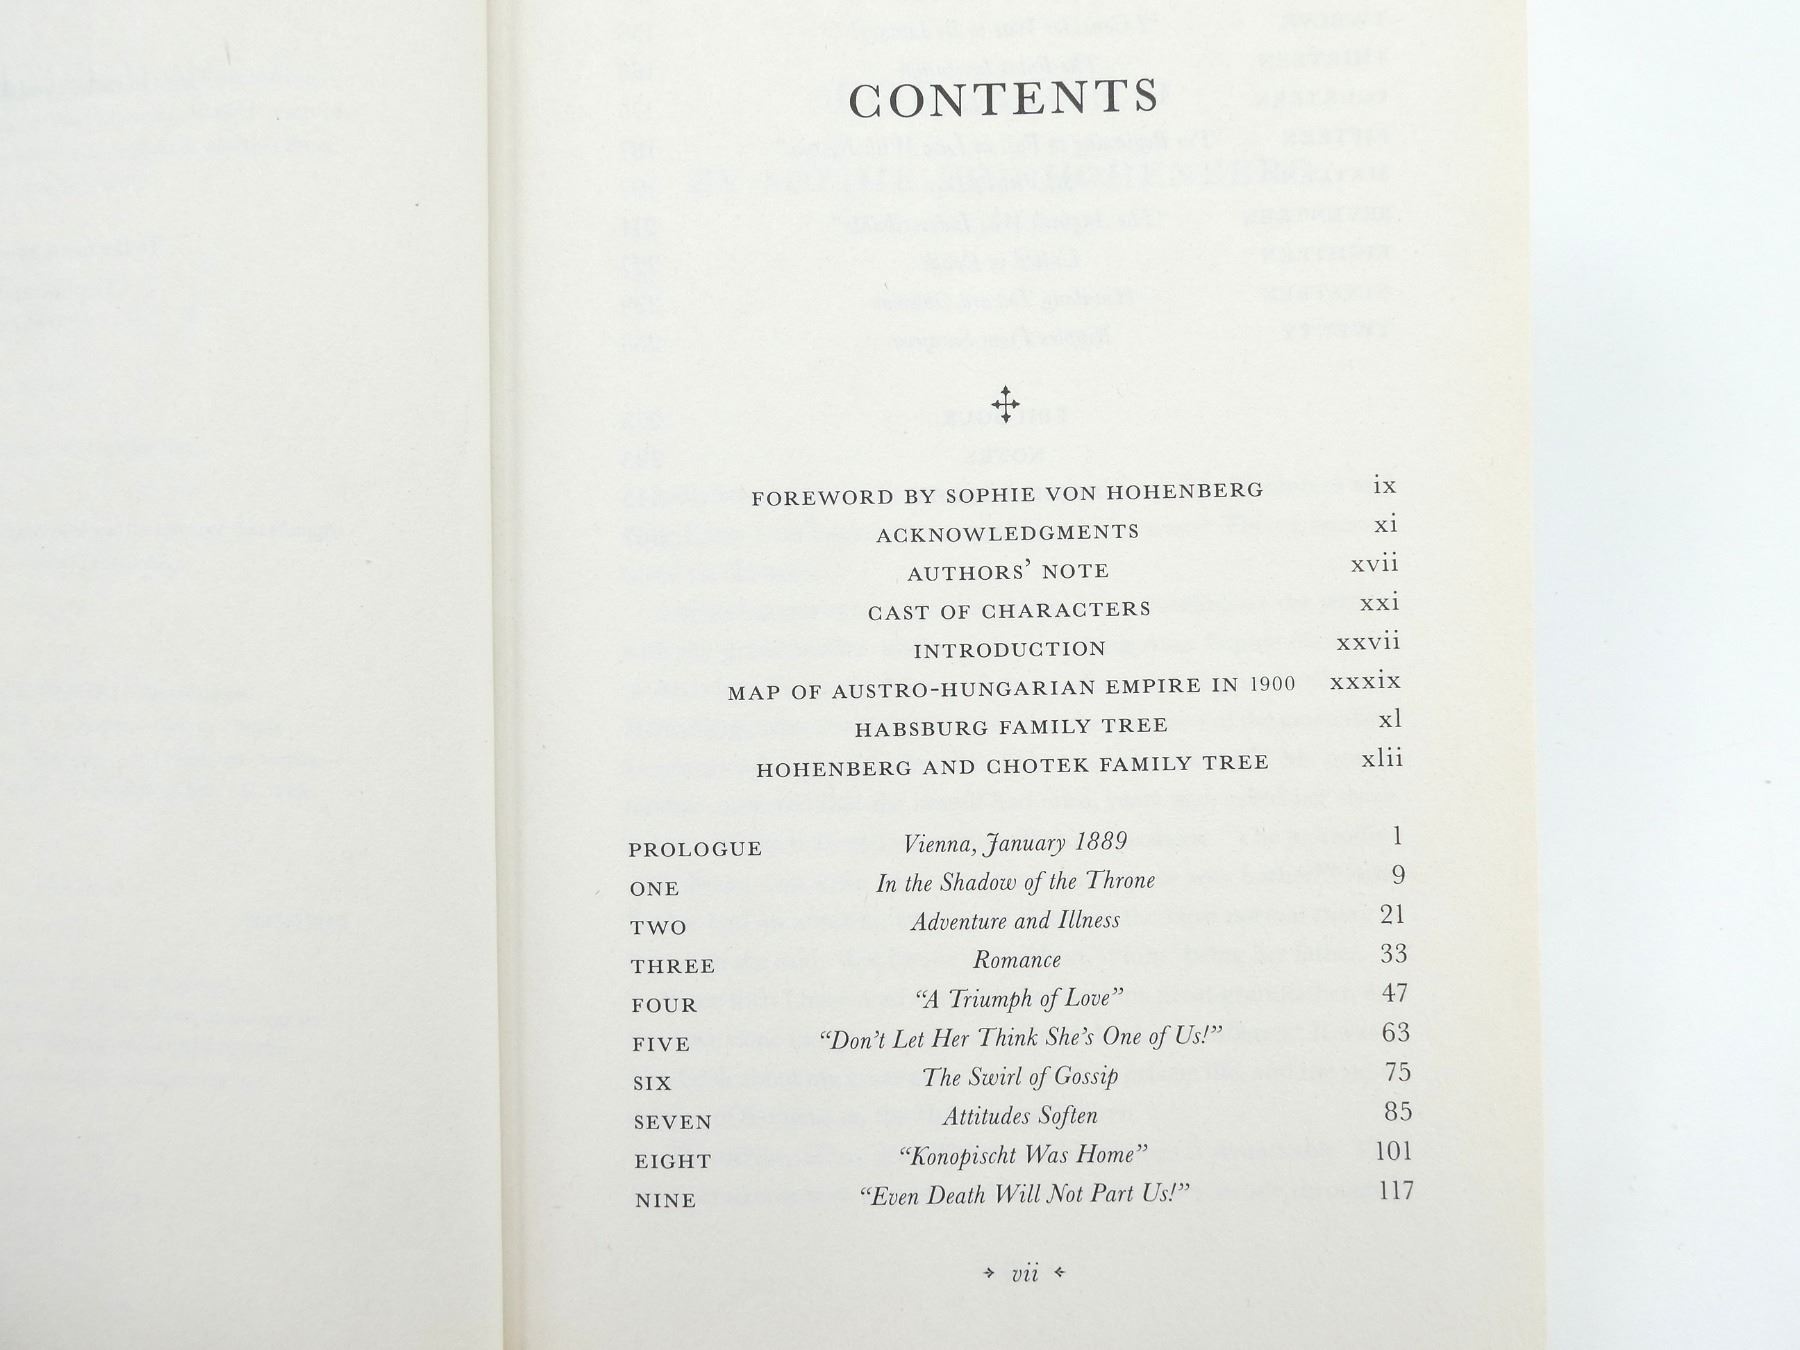 CONTENTS
FOREWORD BY SOPHIE VON HOHENBERG ix
ACKNOWLEDGMENTS xi
AUTHORS' NOTE xvii
CAST OF CHARACTERS xxi
INTRODUCTION xxvii
MAP OF AUSTRO-HUNGARIAN EMPIRE IN 1900 xxxix
HABSBURG FAMILY TREE xl
HOHENBERG AND CHOTEK FAMILY TREE xlii
PROLOGUE Vienna, January 1889 1
ONE In the Shadow of the Throne 9
TWO Adventure and Illness 21
THREE Romance 33
FOUR “A Triumph of Love” 47
FIVE “Don't Let Her Think She's One of Us!” 63
SIX The Swirl of Gossip 75
SEVEN Attitudes Soften 85
EIGHT “Konopischt Was Home” 101
NINE “Even Death Will Not Part Us!” 117
vii